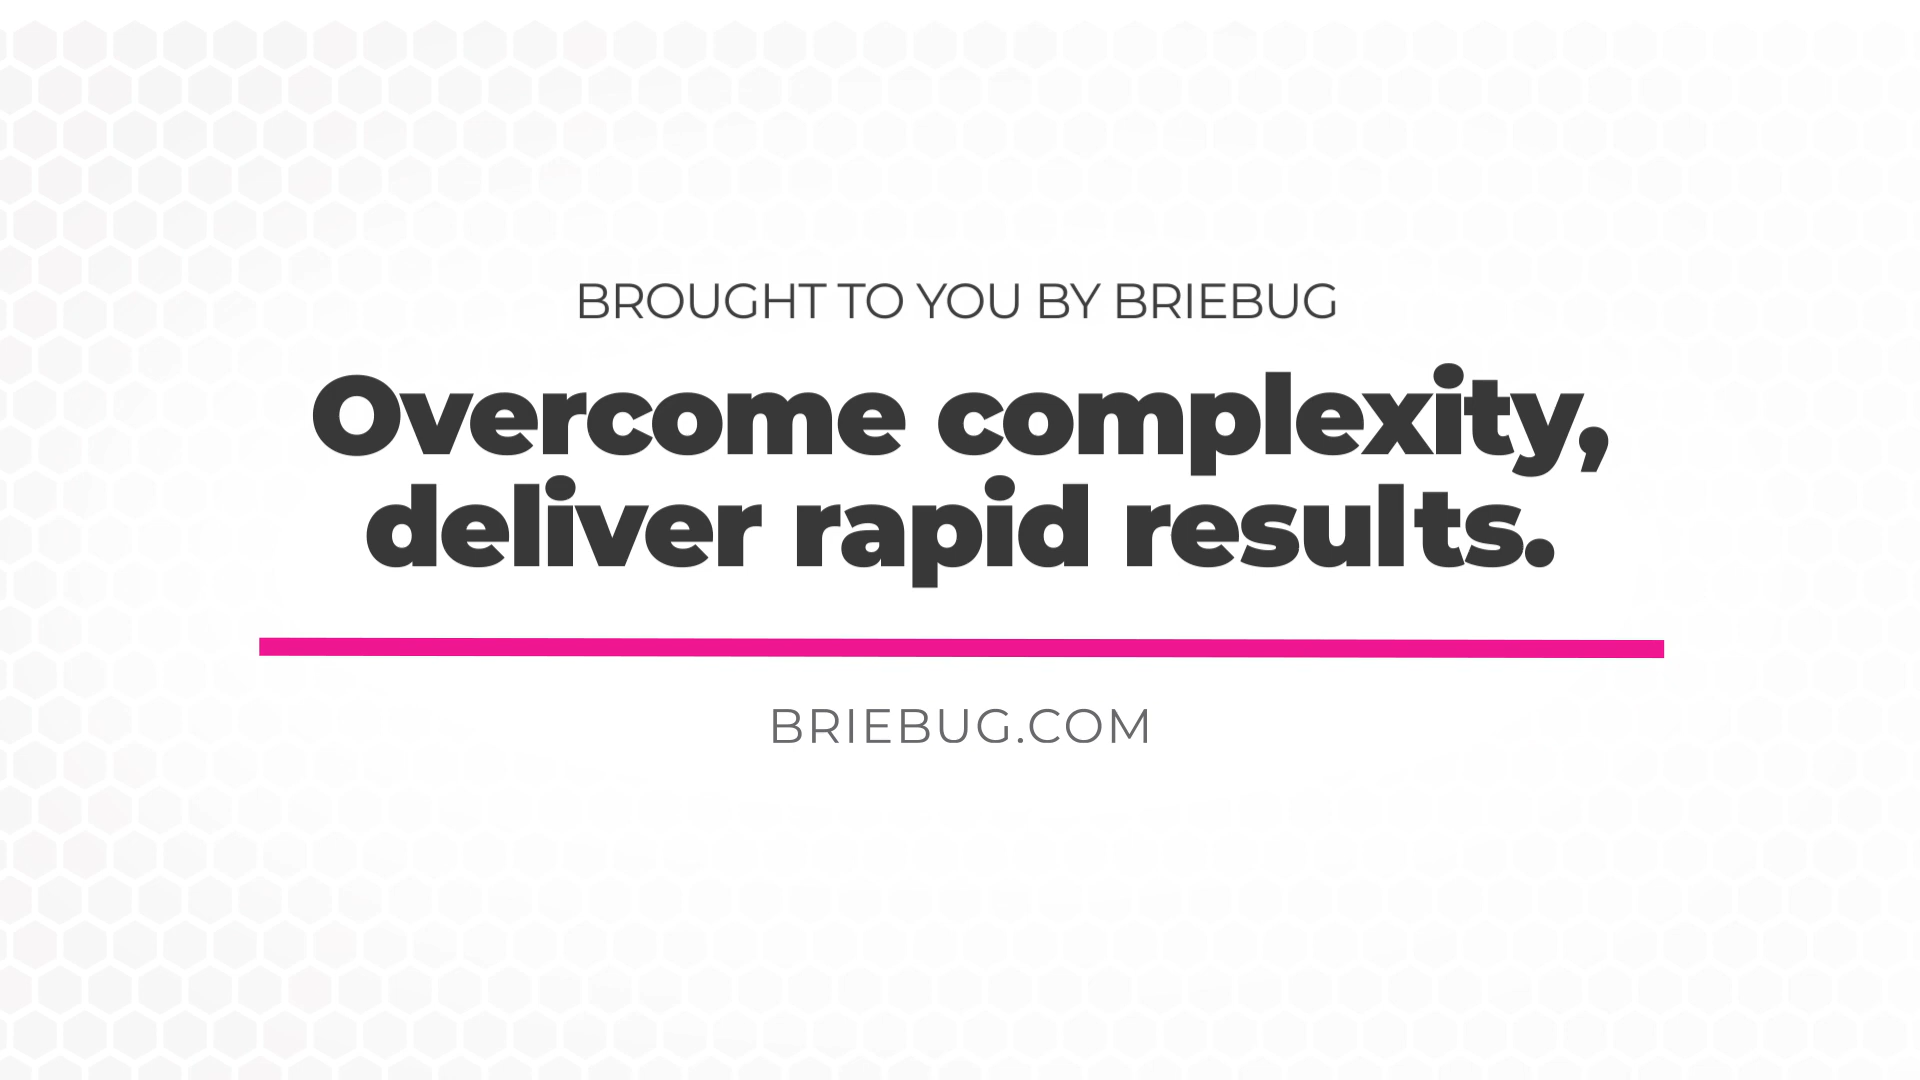 BROUGHT TO YOU BY BRIEBUG
Overcome complexity,
deliver rapid results.
BRIEBUG.COM